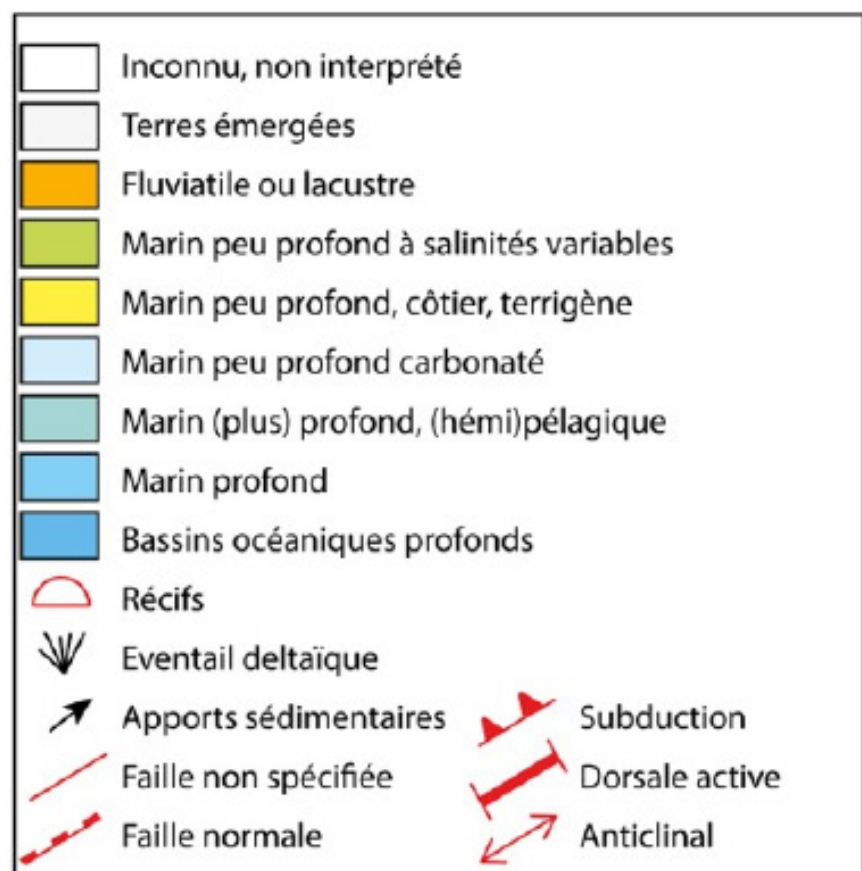 Inconnu, non interprété
Terres émergées
Fluviatile ou lacustre
Marin peu profond à salinités variables
Marin peu profond, côtier, terrigène
Marin peu profond carbonaté
Marin (plus) profond, (hémi)pélagique
Marin profond
Bassins océaniques profonds
Récifs
Eventail deltaïque
Apports sédimentaires
Subduction
Faille non spécifiée
Dorsale active
Faille normale
Anticlinal